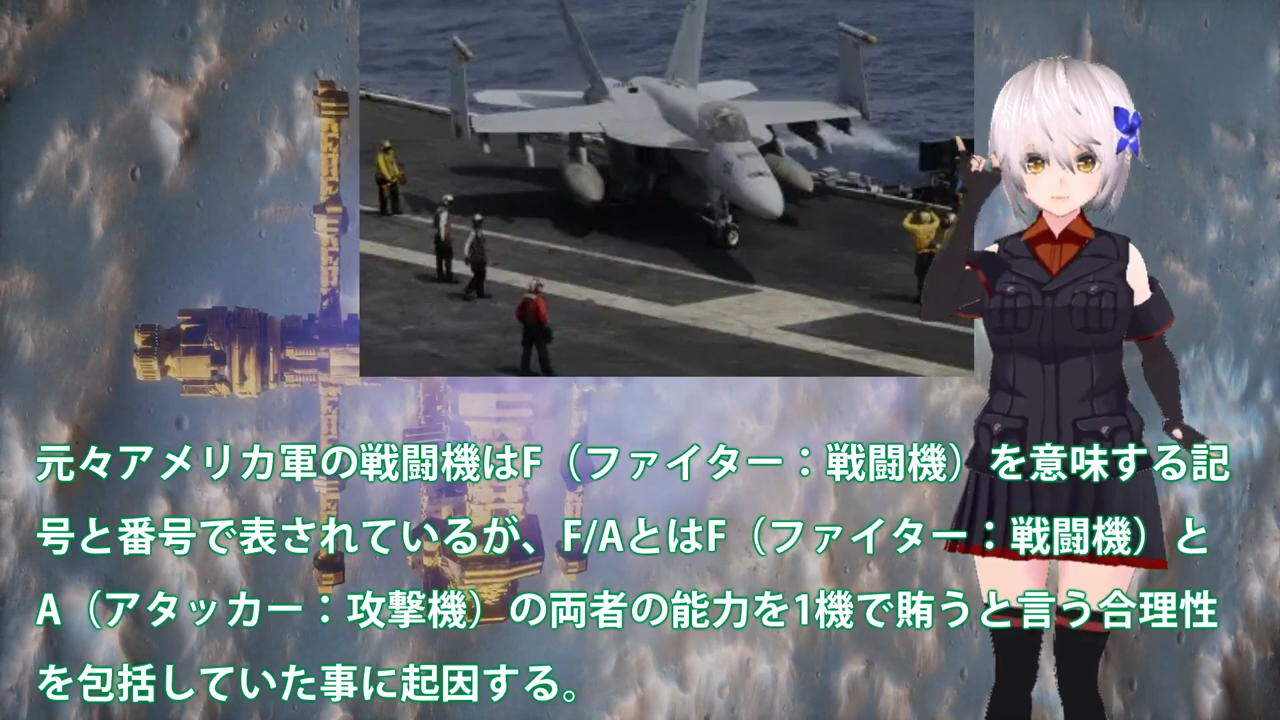 元々アメリカ軍の戦闘機はF（ファイター：戦闘機）を意味する記
号と番号で表されているが、F/AとはF（ファイター：戦闘機）と
A（アタッカー：攻撃機）の両者の能力を1機で賄うと言う合理性
を包括していた事に起因する。